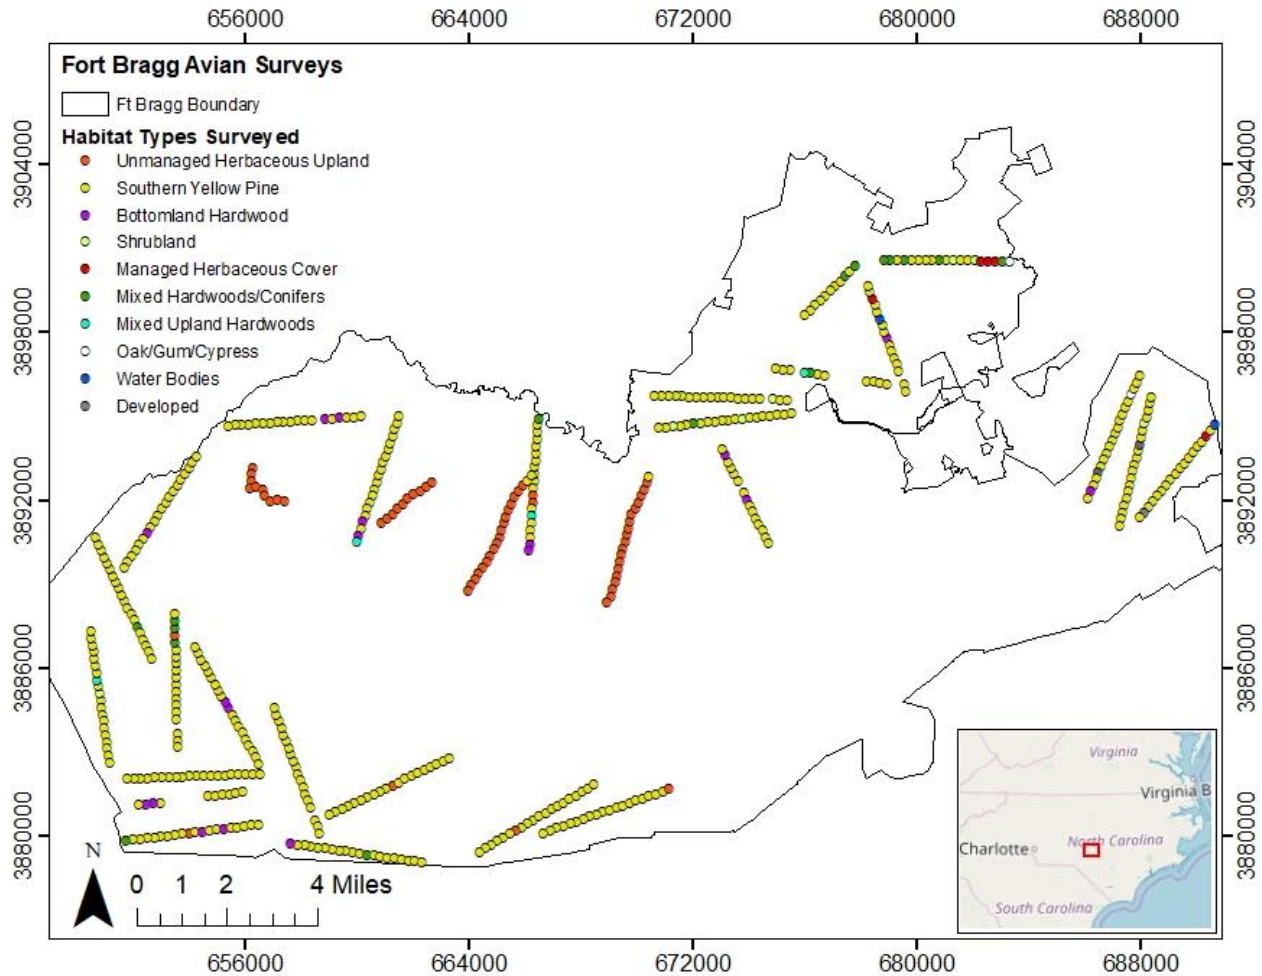 656000 664000 672000 680000 688000
Fort Bragg Avian Surveys
Ft Bragg Boundary
Habitat Types Surveyed
Unmanaged Herbaceous Upland
Southern Yellow Pine
Bottomland Hardwood
Shrubland
Managed Herbaceous Cover
Mixed Hardwoods/Conifers
Mixed Upland Hardwoods
Oak/Gum/Cypress
Water Bodies
Developed
3904000 3904000
3898000 3898000
3892000 3892000
3886000 3886000
3880000 3880000
N
0 1 2 4 Miles
Virginia
Virginia B
North Carolina
Charlotte
South Carolina
656000 664000 672000 680000 688000